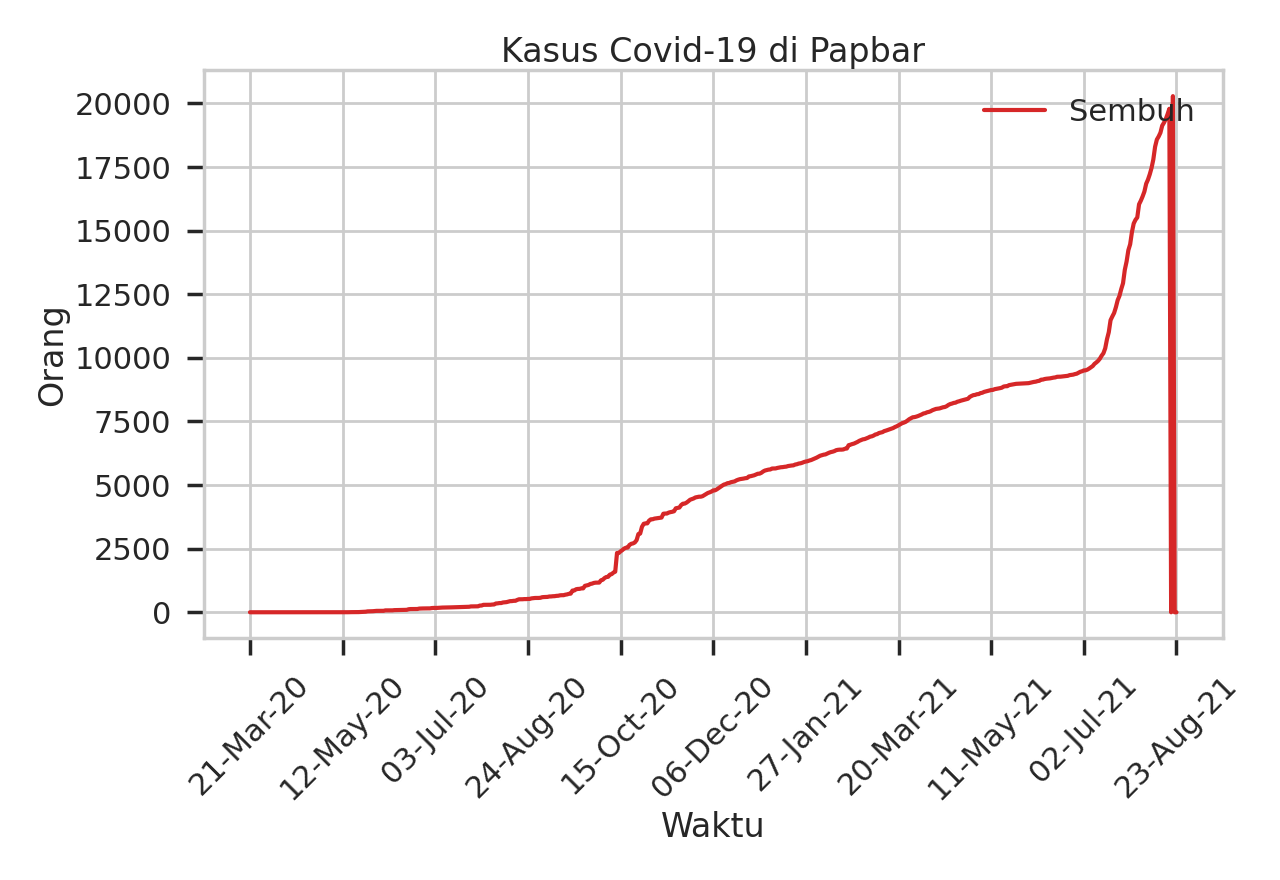 Kasus Covid-19 di Papbar
Sembuh
Orang
20000
17500
15000
12500
10000
7500
5000
2500
0
21-Mar-20
12-May-20
03-Jul-20
24-Aug-20
15-Oct-20
06-Dec-20
27-Jan-21
20-Mar-21
11-May-21
02-Jul-21
23-Aug-21
Waktu